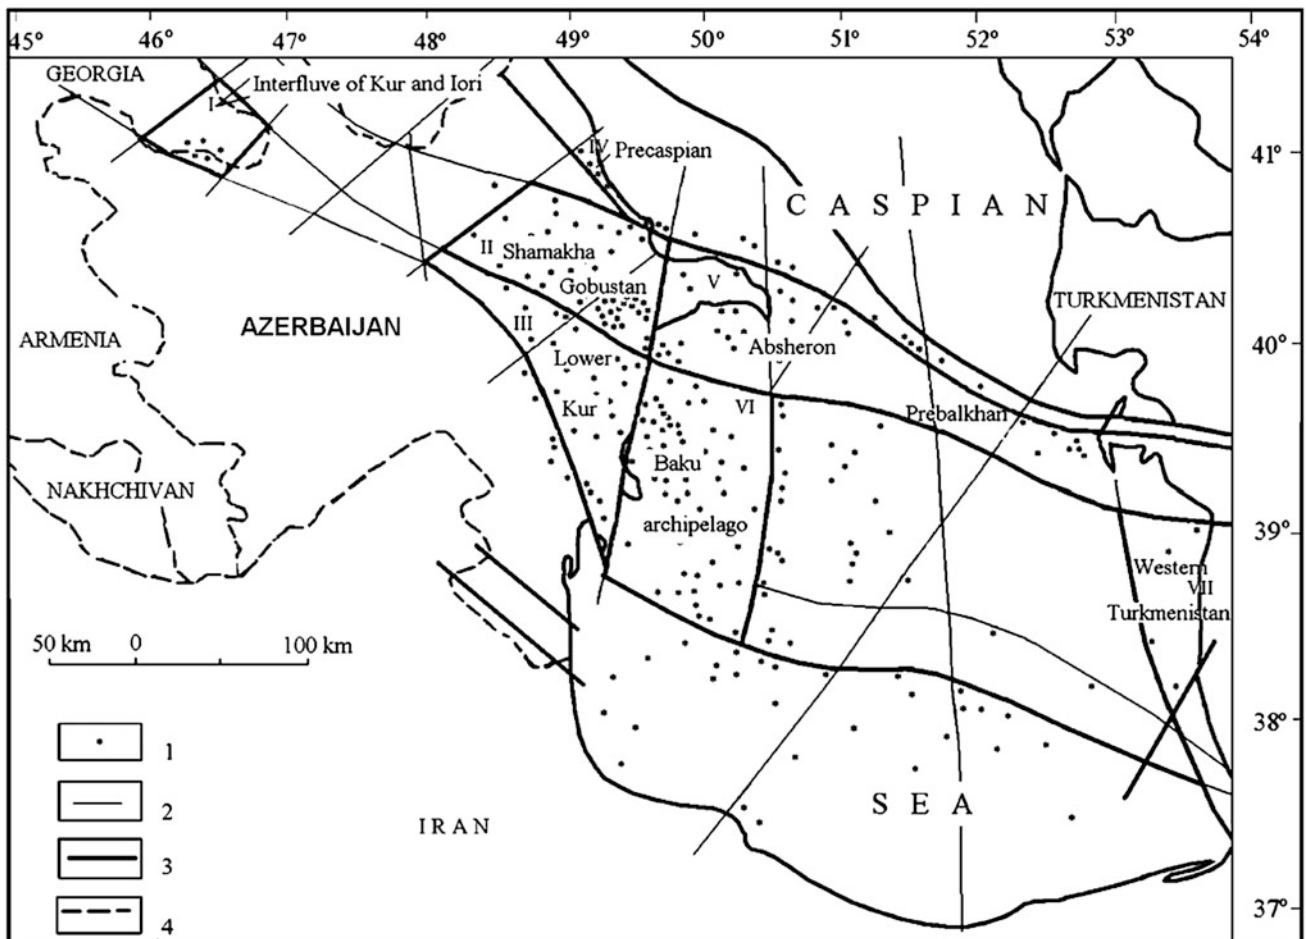 45° 46° 47° 48° 49° 50° 51° 52° 53° 54°
GEORGIA
Interfluve of Kur and Iori
I
IV Precaspian
41°
CASPIAN
II Shamakha
Gobustan
V
TURKMENISTAN
III
AZERBAIJAN
ARMENIA
Lower
Absheron
40°
Kur
VI
Prebalkhan
Baku
NAKHCHIVAN
archipelago
39°
Western
VII
Turkmenistan
50 km 0 100 km
38°
1
2
SEA
IRAN
3
4
37°